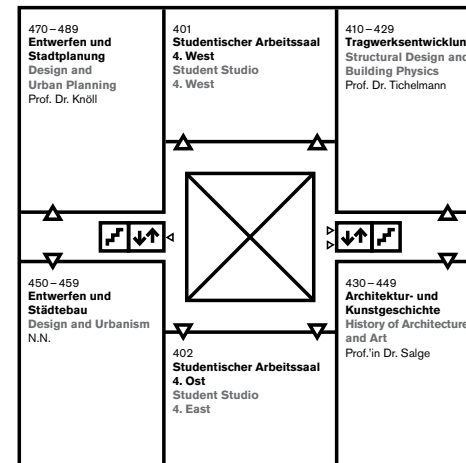 470–489
Entwerfen und
Stadtplanung
Design and
Urban Planning
Prof. Dr. Knöll
401
Studentischer Arbeitssaal
4. West
Student Studio
4. West
410–429
Tragwerksentwicklun
Structural Design and
Building Physics
Prof. Dr. Tichelmann
450–459
Entwerfen und
Städtebau
Design and Urbanism
N.N.
402
Studentischer Arbeitssaal
4. Ost
Student Studio
4. East
430–449
Architektur- und
Kunstgeschichte
History of Architecture
and Art
Prof.'in Dr. Salge